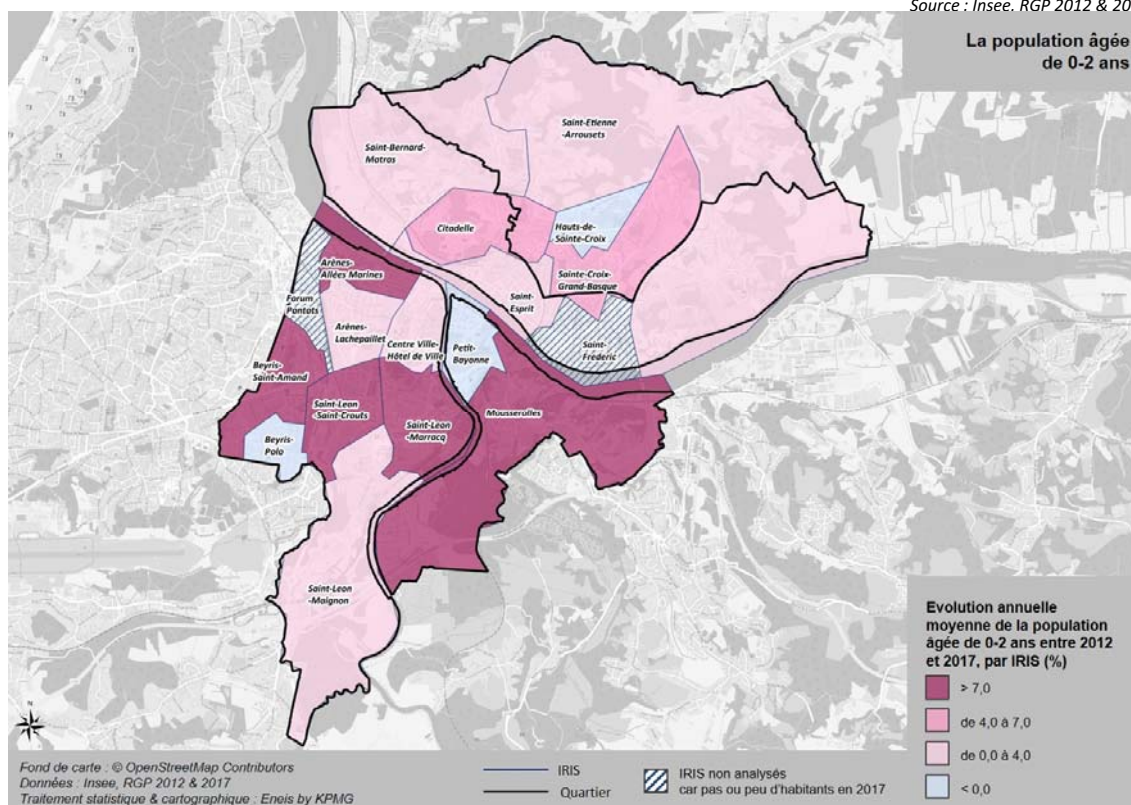 Source : Insee. RGP 2012 & 20
La population âgée
de 0-2 ans
Saint-Etienne
-Arrousets
Saint-Bernard-
Matras
Citadelle
Hauts-de-
Sainte-Croix
Arènes-
Allées Marines
Sainte-Croix-
Grand-Basque
Saint-
Esprit
Forum
Pontots
Arènes-
Lachepaillet
Centre Ville-
Hôtel de Ville
Petit-
Bayonne
Saint-
Frederic
Beyris-
Saint-Amand
Saint-Leon
-Saint-Crouts
Saint-Leon
-Marracq
Mousserolles
Beyris-
Polo
Saint-Leon
-Maignon
Evolution annuelle
moyenne de la population
âgée de 0-2 ans entre 2012
et 2017, par IRIS (%)
> 7,0
de 4,0 à 7,0
de 0,0 à 4,0
< 0,0
N
Fond de carte : © OpenStreetMap Contributors
Données : Insee, RGP 2012 & 2017
Traitement statistique & cartographique : Eneis by KPMG
IRIS
Quartier
IRIS non analysés
car pas ou peu d'habitants en 2017